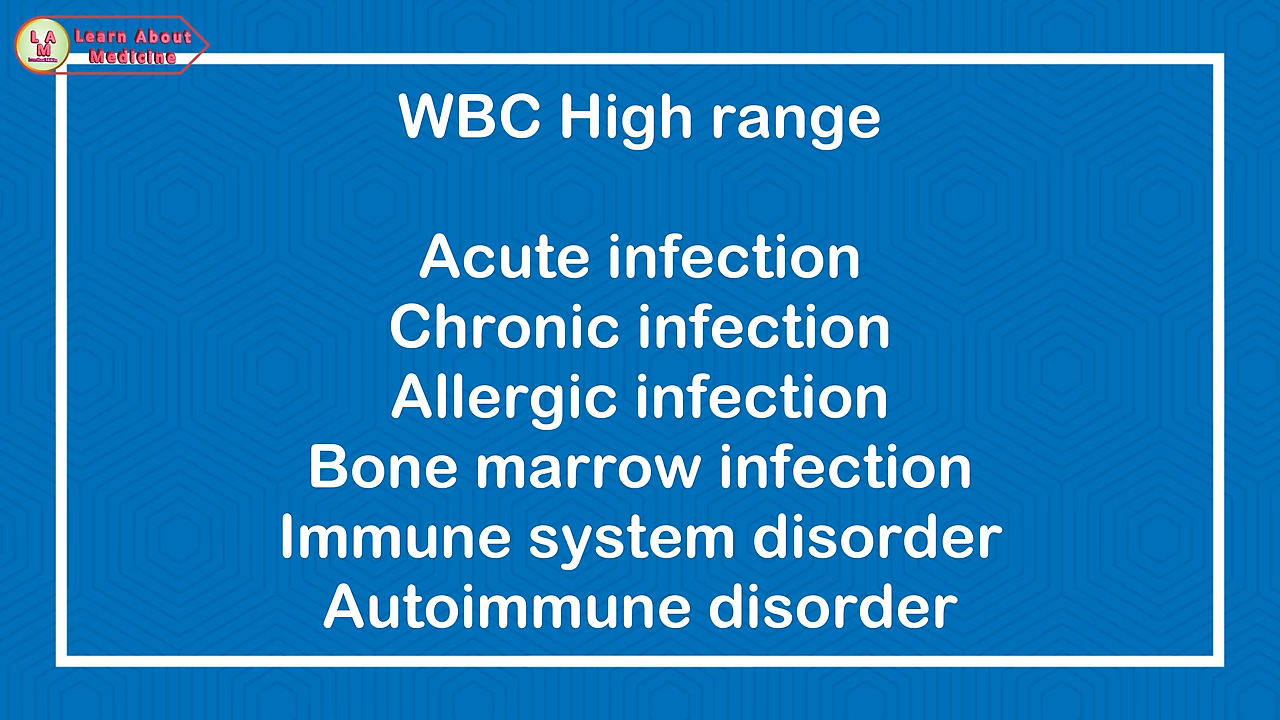 L A
M
Learn About
Medicine
WBC High range
Acute infection
Chronic infection
Allergic infection
Bone marrow infection
Immune system disorder
Autoimmune disorder